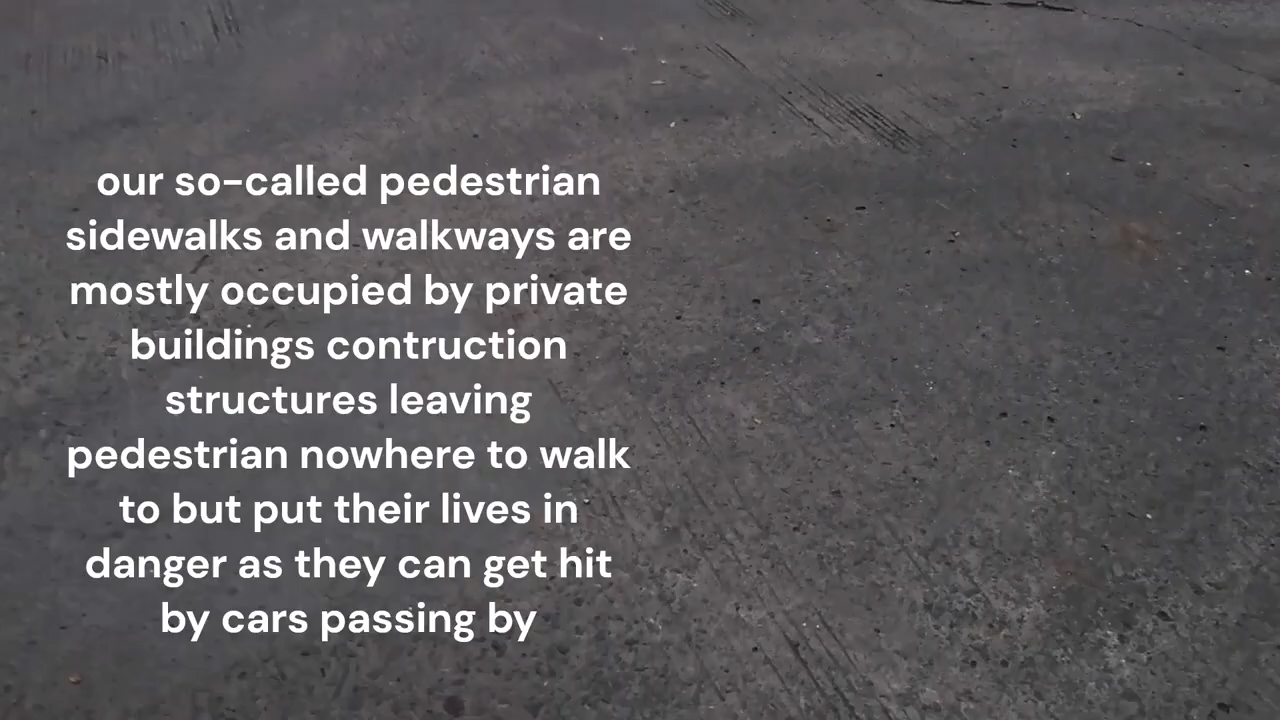 our so-called pedestrian
sidewalks and walkways are
mostly occupied by private
buildings contruction
structures leaving
pedestrian nowhere to walk
to but put their lives in
danger as they can get hit
by cars passing by